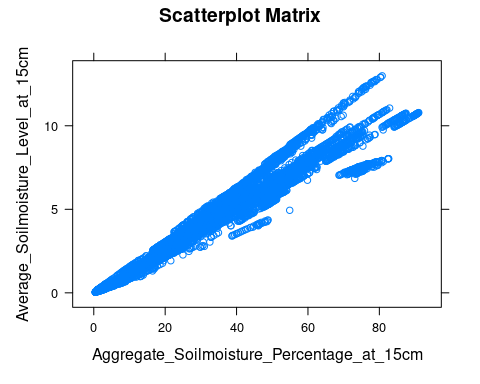 Scatterplot Matrix
Average_Soilmoisture_Level_at_15cm
10
5
0
0 20 40 60 80
Aggregate_Soilmoisture_Percentage_at_15cm